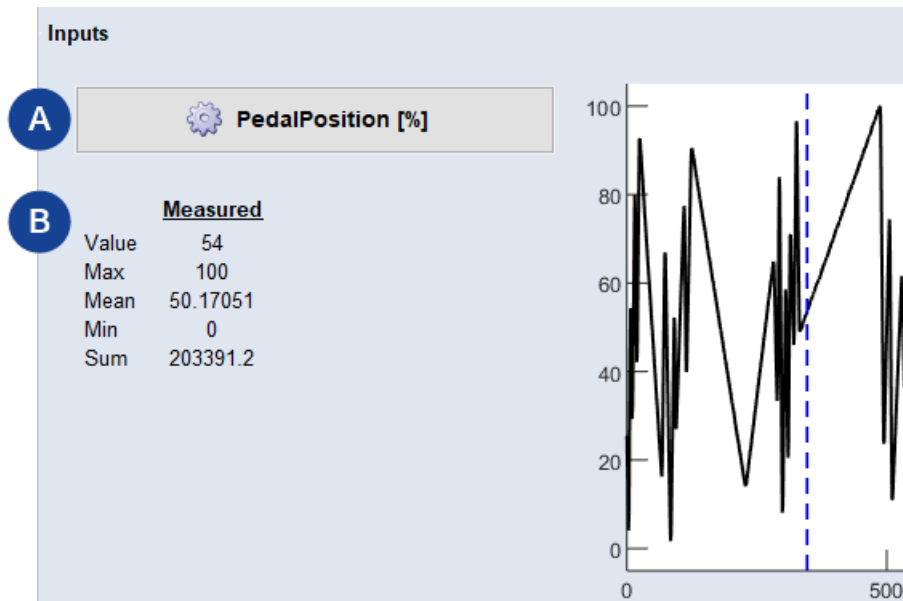 Inputs
A
PedalPosition [%]
B
Measured
Value 54
Max 100
Mean 50.17051
Min 0
Sum 203391.2
100
80
60
40
20
0
0 500